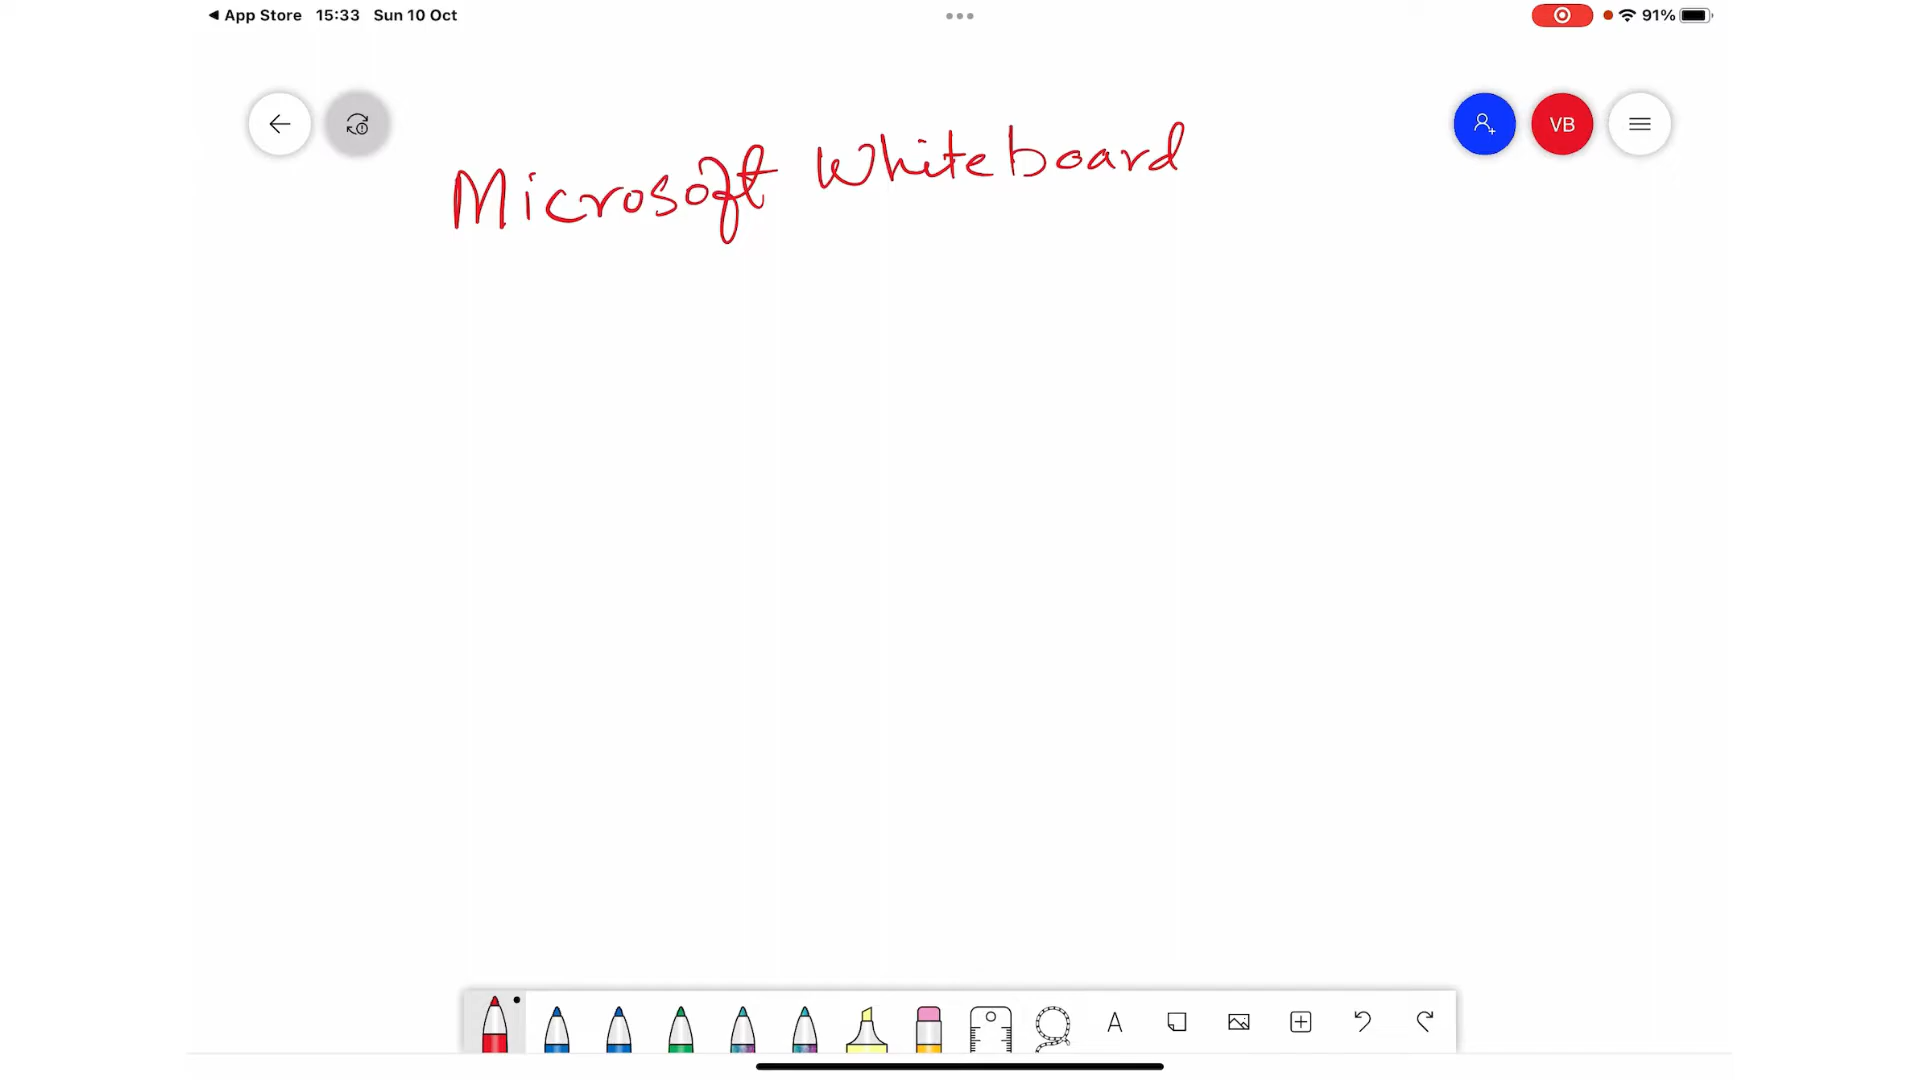 ◀ App Store 15:33 Sun 10 Oct 91%
VB
Microsoft Whiteboard
A